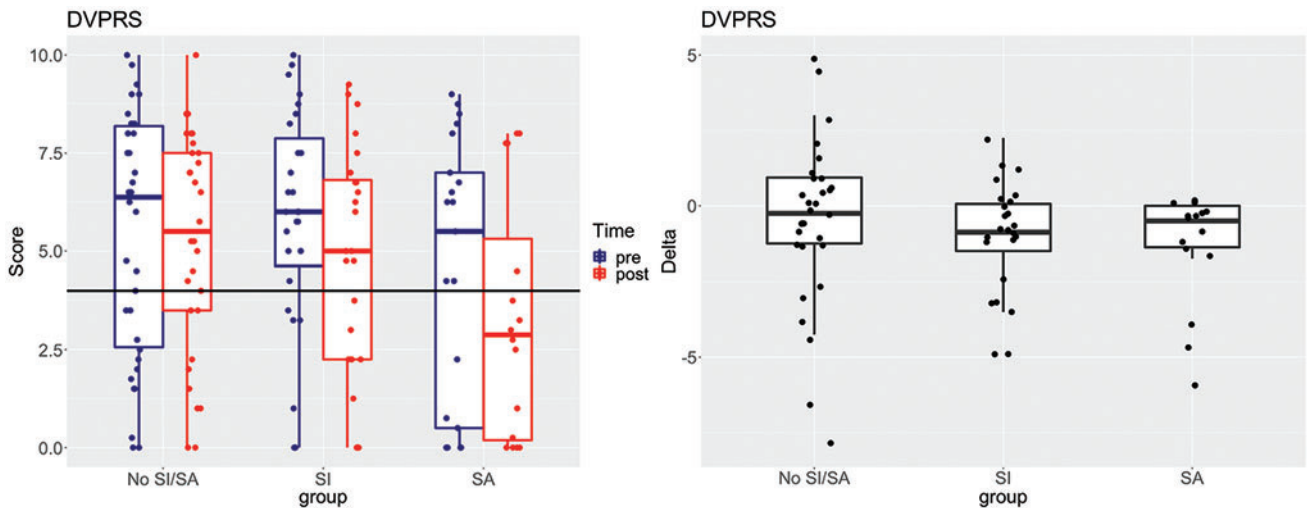 DVPRS
10.0
7.5
5.0
2.5
0.0
Score
No SI/SA
SI
SA
group
Time
pre
post
DVPRS
5
0
-5
Delta
No SI/SA
SI
SA
group